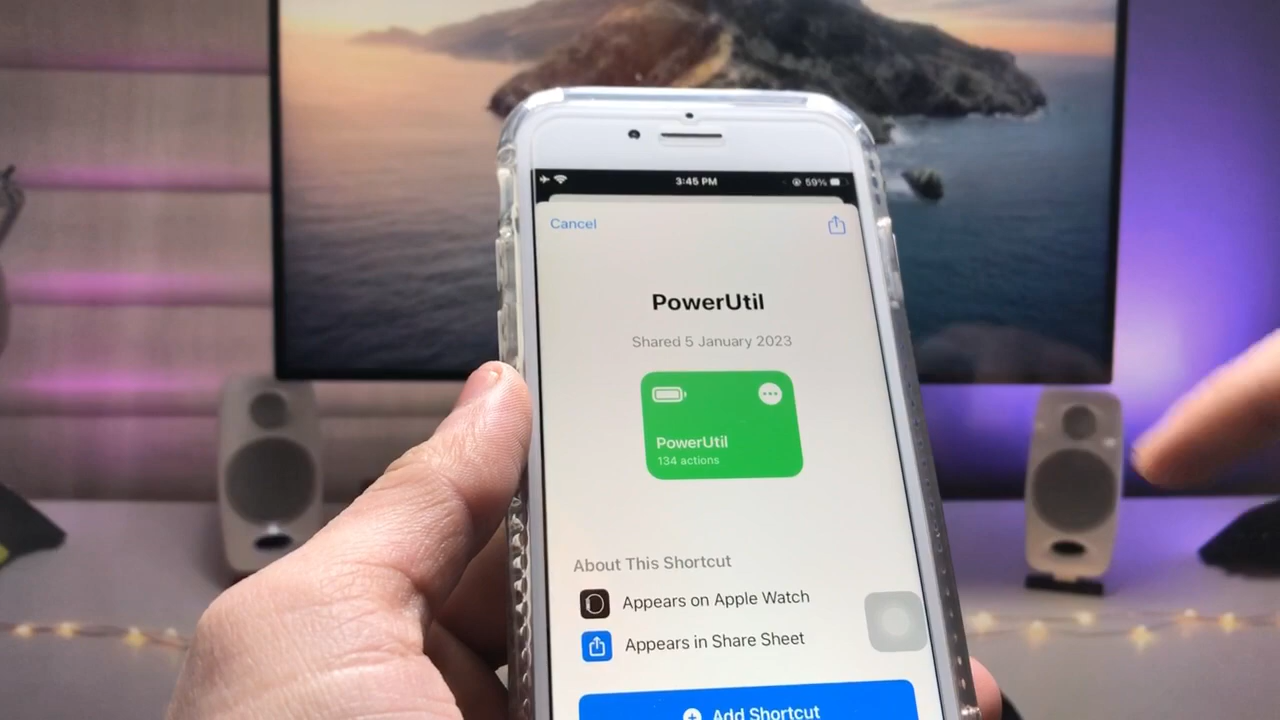 3:45 PM
59%
Cancel
PowerUtil
Shared 5 January 2023
PowerUtil
134 actions
About This Shortcut
Appears on Apple Watch
Appears in Share Sheet
Add Shortcut